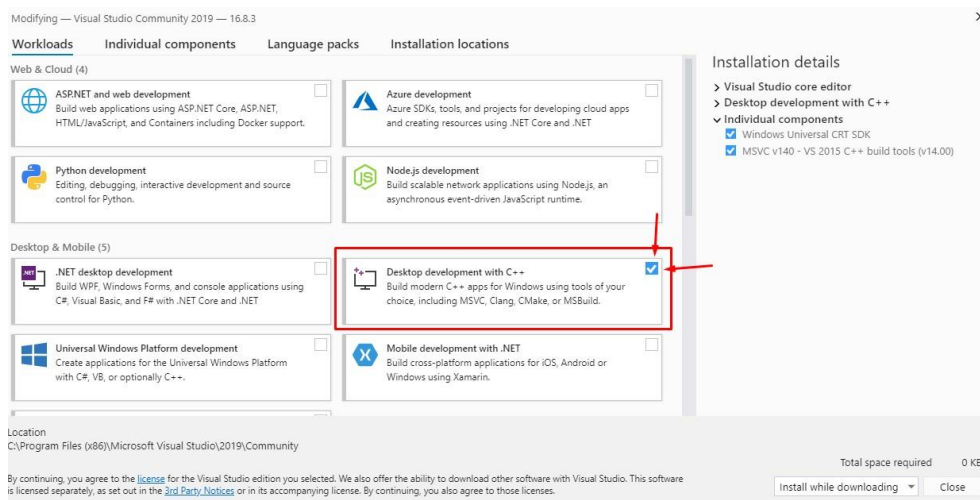 Modifying — Visual Studio Community 2019 — 16.8.3
Workloads Individual components Language packs Installation locations
Web & Cloud (4)
ASP.NET and web development
Build web applications using ASP.NET Core, ASP.NET,
HTML/JavaScript, and Containers including Docker support.
Azure development
Azure SDKs, tools, and projects for developing cloud apps
and creating resources using .NET Core and .NET
Python development
Editing, debugging, interactive development and source
control for Python.
Node.js development
Build scalable network applications using Node.js, an
asynchronous event-driven JavaScript runtime.
Desktop & Mobile (5)
.NET desktop development
Build WPF, Windows Forms, and console applications using
C#, Visual Basic, and F# with .NET Core and .NET
Desktop development with C++
Build modern C++ apps for Windows using tools of your
choice, including MSVC, Clang, CMake, or MSBuild.
Universal Windows Platform development
Create applications for the Universal Windows Platform
with C#, VB, or optionally C++.
Mobile development with .NET
Build cross-platform applications for iOS, Android or
Windows using Xamarin.
Installation details
Visual Studio core editor
Desktop development with C++
Individual components
Windows Universal CRT SDK
MSVC v140 - VS 2015 C++ build tools (v14.00)
Location
C:\Program Files (x86)\Microsoft Visual Studio\2019\Community
By continuing, you agree to the license for the Visual Studio edition you selected. We also offer the ability to download other software with Visual Studio. This software
is licensed separately, as set out in the 3rd Party Notices or in its accompanying license. By continuing, you also agree to those licenses.
Total space required 0 KB
Install while downloading Close